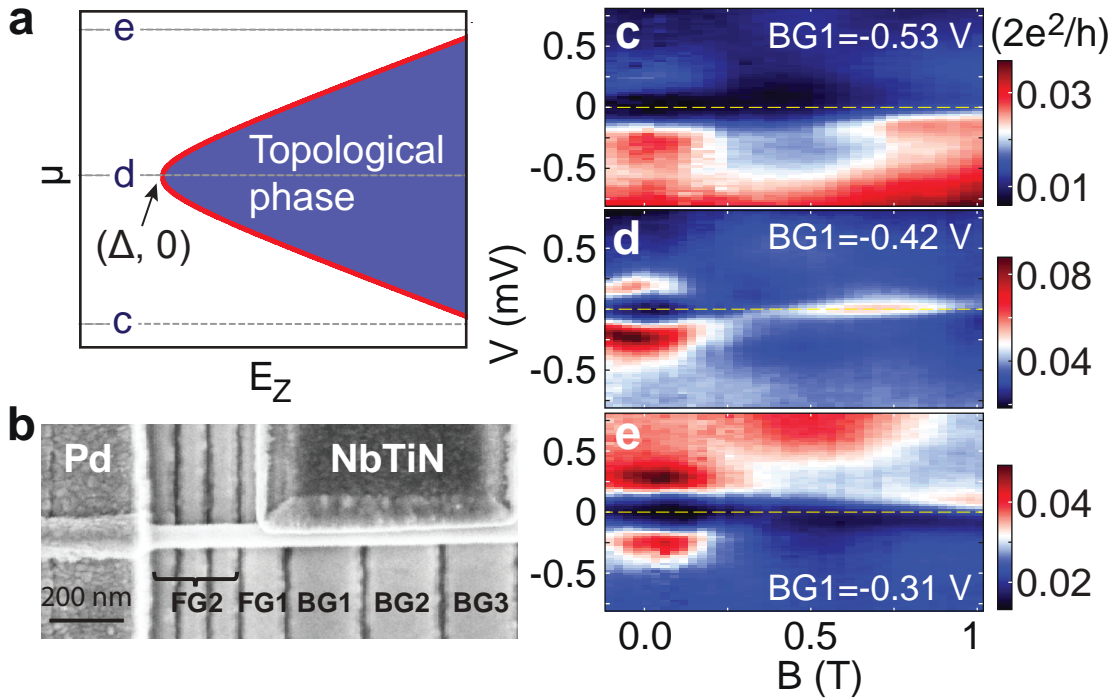 a
e
d
c
μ
Topological
phase
(Δ, 0)
E_Z
b
Pd
NbTiN
200 nm
FG2
FG1
BG1
BG2
BG3
c
BG1=-0.53 V
(2e²/h)
0.5
0
-0.5
0.03
0.01
d
BG1=-0.42 V
0.5
0
-0.5
0.08
0.04
V (mV)
e
BG1=-0.31 V
0.5
0
-0.5
0.04
0.02
0.0
0.5
1
B (T)